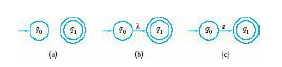 q₀ q₁ q₀ λ q₁ q₀ a q₁
(a) (b) (c)